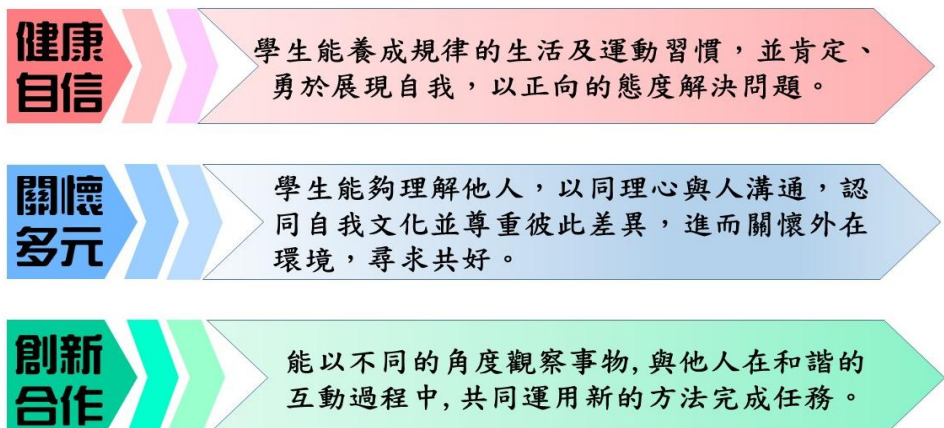 健康
自信
學生能養成規律的生活及運動習慣，並肯定、
勇於展現自我，以正向的態度解決問題。
關懷
多元
學生能夠理解他人，以同理心與人溝通，認
同自我文化並尊重彼此差異，進而關懷外在
環境，尋求共好。
創新
合作
能以不同的角度觀察事物,與他人在和諧的
互動過程中,共同運用新的方法完成任務。